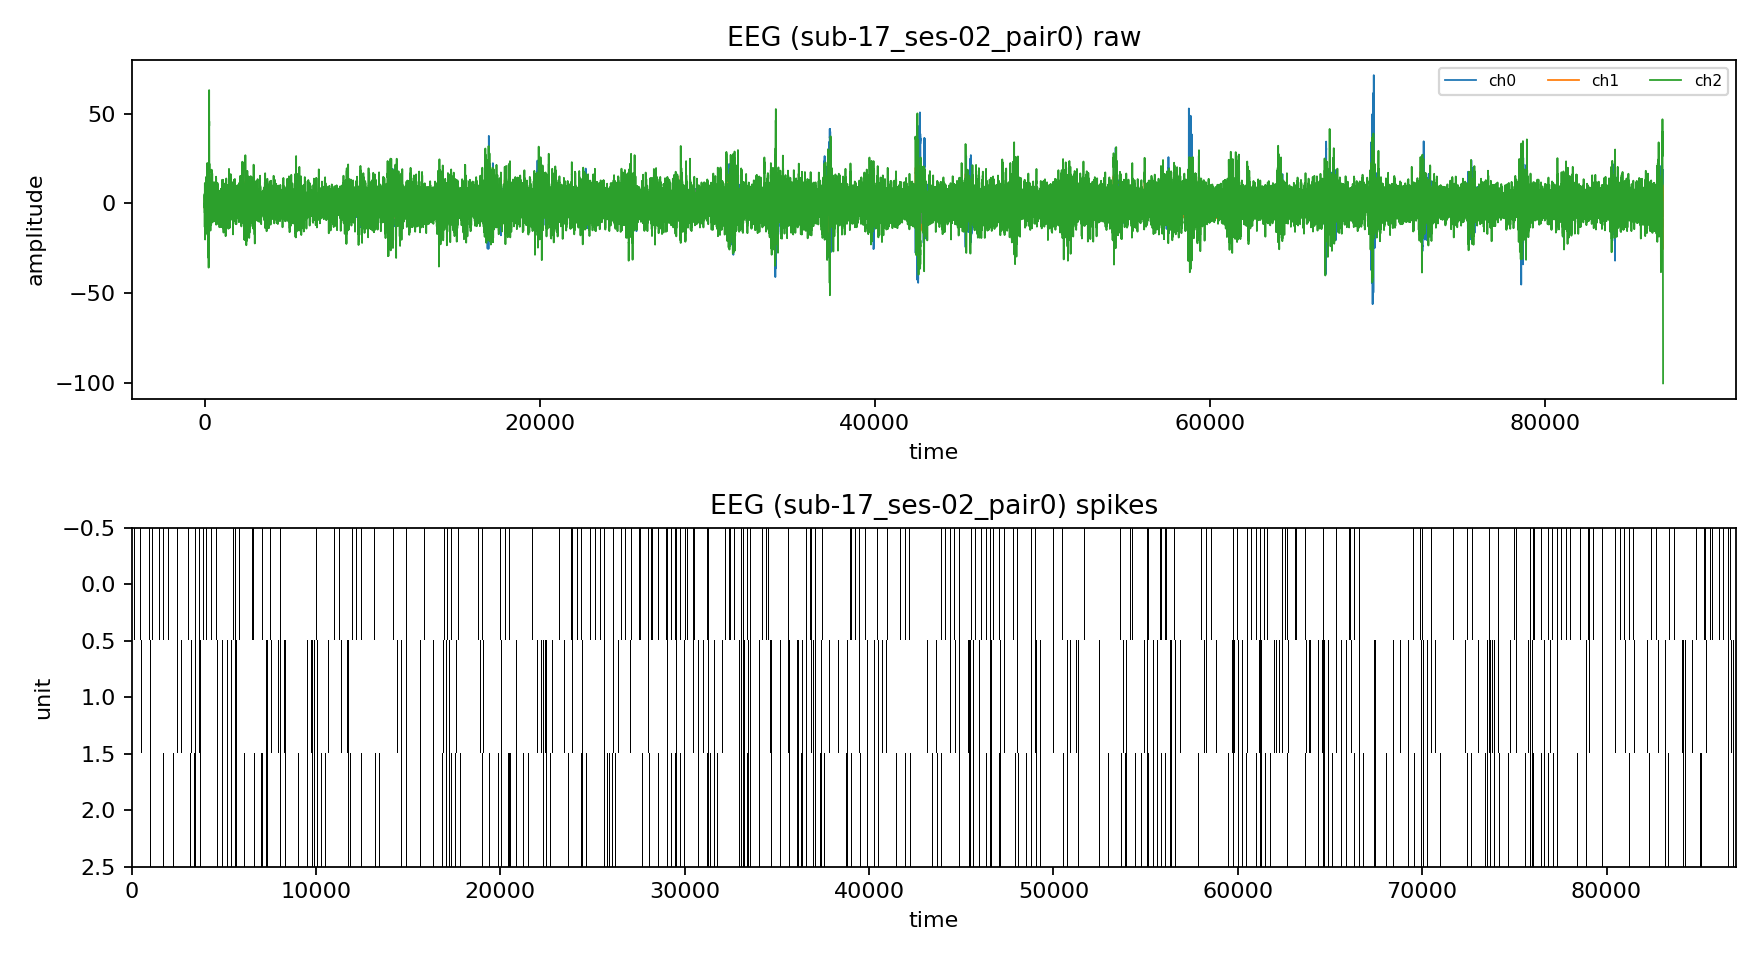 EEG (sub-17_ses-02_pair0) raw
ch0 ch1 ch2
50
0
−50
−100
amplitude
0 20000 40000 60000 80000
time
EEG (sub-17_ses-02_pair0) spikes
−0.5
0.0
0.5
1.0
1.5
2.0
2.5
unit
0 10000 20000 30000 40000 50000 60000 70000 80000
time